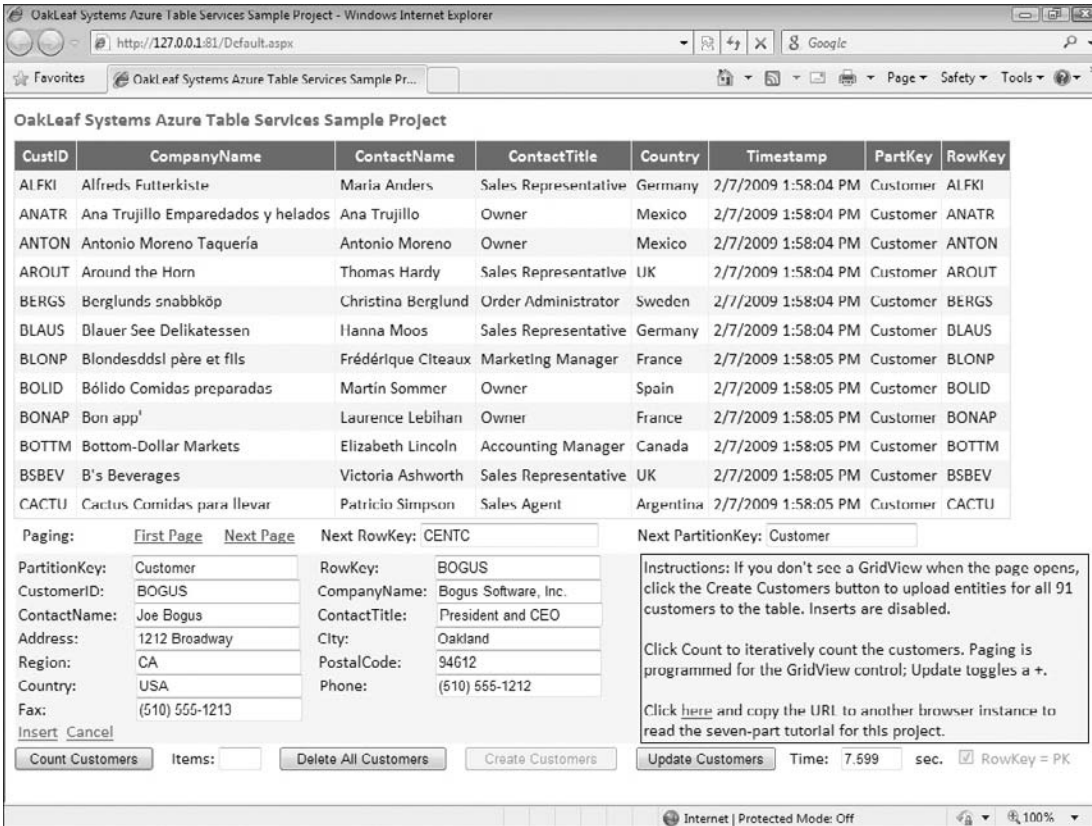 OakLeaf Systems Azure Table Services Sample Project - Windows Internet Explorer
http://127.0.0.1:81/Default.aspx
Google
Favorites
OakLeaf Systems Azure Table Services Sample Pr...
Page
Safety
Tools
OakLeaf Systems Azure Table Services Sample Project
CustID CompanyName ContactName ContactTitle Country Timestamp PartKey RowKey
ALFKI Alfreds Futterkiste Maria Anders Sales Representative Germany 2/7/2009 1:58:04 PM Customer ALFKI
ANATR Ana Trujillo Emparedados y helados Ana Trujillo Owner Mexico 2/7/2009 1:58:04 PM Customer ANATR
ANTON Antonio Moreno Taquería Antonio Moreno Owner Mexico 2/7/2009 1:58:04 PM Customer ANTON
AROUT Around the Horn Thomas Hardy Sales Representative UK 2/7/2009 1:58:04 PM Customer AROUT
BERGS Berglunds snabbköp Christina Berglund Order Administrator Sweden 2/7/2009 1:58:04 PM Customer BERGS
BLAUS Blauer See Delikatessen Hanna Moos Sales Representative Germany 2/7/2009 1:58:04 PM Customer BLAUS
BLONP Blondesddsl père et fils Frédérique Citeaux Marketing Manager France 2/7/2009 1:58:05 PM Customer BLONP
BOLID Bólido Comidas preparadas Martín Sommer Owner Spain 2/7/2009 1:58:05 PM Customer BOLID
BONAP Bon app' Laurence Lebihan Owner France 2/7/2009 1:58:05 PM Customer BONAP
BOTTM Bottom-Dollar Markets Elizabeth Lincoln Accounting Manager Canada 2/7/2009 1:58:05 PM Customer BOTTM
BSBEV B's Beverages Victoria Ashworth Sales Representative UK 2/7/2009 1:58:05 PM Customer BSBEV
CACTU Cactus Comidas para llevar Patricio Simpson Sales Agent Argentina 2/7/2009 1:58:05 PM Customer CACTU
Paging: First Page Next Page Next RowKey: CENTC Next PartitionKey: Customer
PartitionKey: Customer RowKey: BOGUS
CustomerID: BOGUS CompanyName: Bogus Software, Inc.
ContactName: Joe Bogus ContactTitle: President and CEO
Address: 1212 Broadway City: Oakland
Region: CA PostalCode: 94612
Country: USA Phone: (510) 555-1212
Fax: (510) 555-1213
Insert Cancel
Instructions: If you don't see a GridView when the page opens,
click the Create Customers button to upload entities for all 91
customers to the table. Inserts are disabled.
Click Count to iteratively count the customers. Paging is
programmed for the GridView control; Update toggles a +.
Click here and copy the URL to another browser instance to
read the seven-part tutorial for this project.
Count Customers Items: Delete All Customers Create Customers Update Customers Time: 7.599 sec. RowKey = PK
Internet | Protected Mode: Off 100%